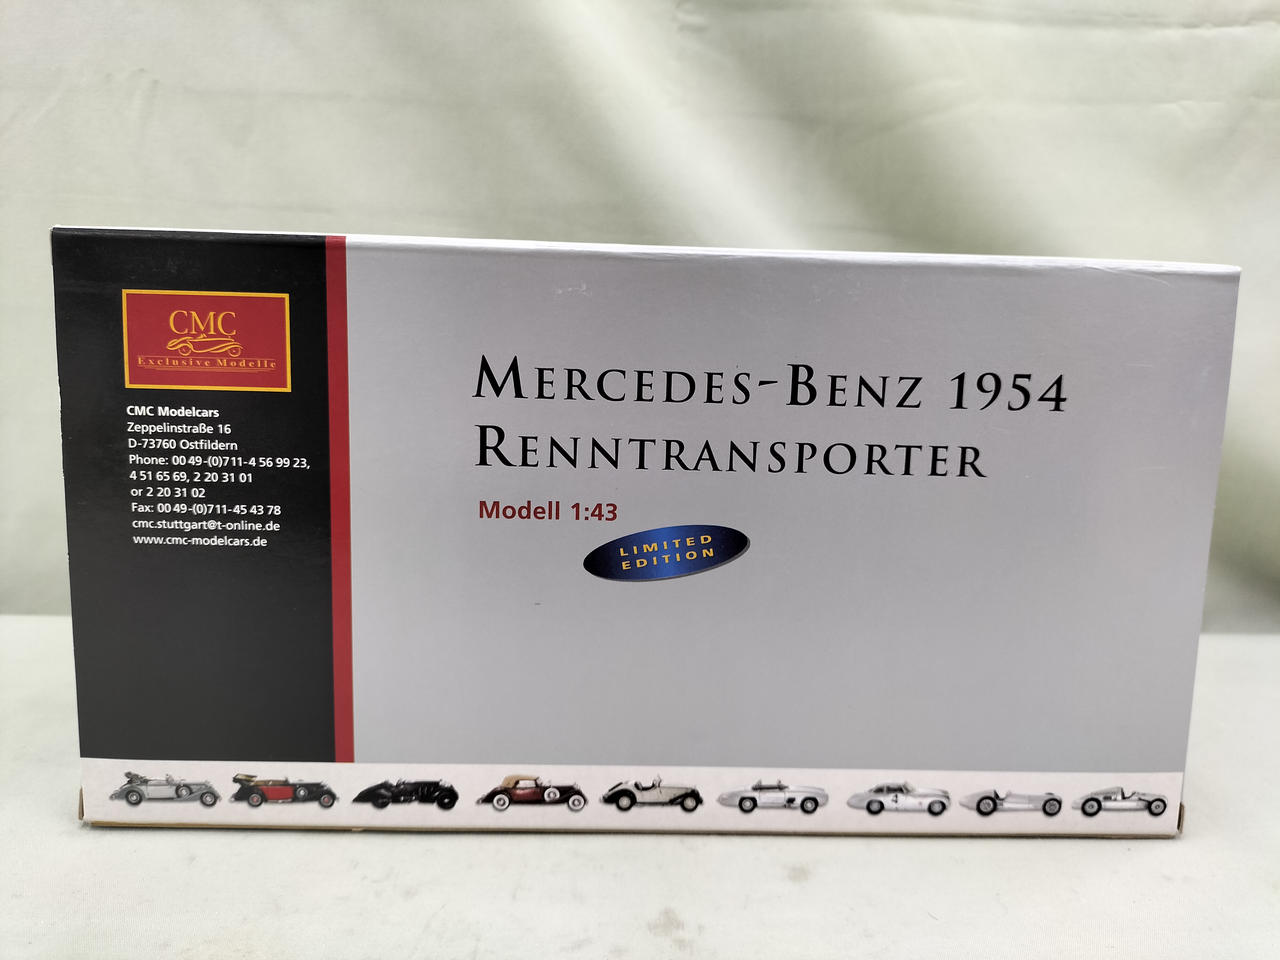 CMC
Exclusive Modelle
CMC Modelcars
Zeppelinstraße 16
D-73760 Ostfildern
Phone: 00 49-(0)711-4 56 99 23,
4 51 65 69, 2 20 31 01
or 2 20 31 02
Fax: 00 49-(0)711-45 43 78
cmc.stuttgart@t-online.de
www.cmc-modelcars.de
MERCEDES-BENZ 1954
RENNTRANSPORTER
Modell 1:43
LIMITED
EDITION
4